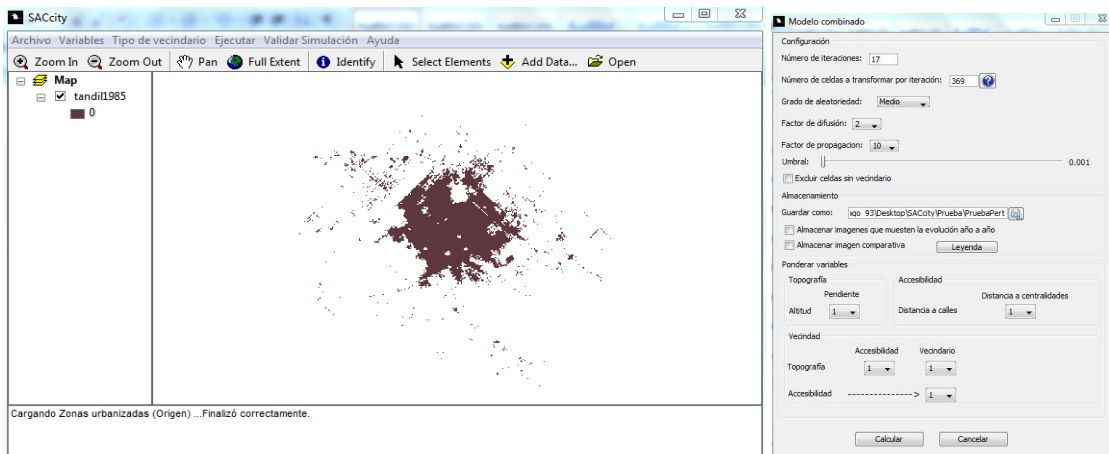 SACcity
Archivo Variables Tipo de vecindario Ejecutar Validar Simulación Ayuda
Zoom In Zoom Out Pan Full Extent Identify Select Elements Add Data... Open
Map
tandil1985
0
Cargando Zonas urbanizadas (Origen) ...Finalizó correctamente.
Modelo combinado
Configuración
Número de iteraciones: 17
Número de celdas a transformar por iteración: 369
Grado de aleatoriedad: Medio
Factor de difusión: 2
Factor de propagacion: 10
Umbral: 0.001
Excluir celdas sin vecindario
Almacenamiento
Guardar como: 93\Desktop\SACcity\Prueba\PruebaPert
Almacenar imagenes que muesten la evolución año a año
Almacenar imagen comparativa Leyenda
Ponderar variables
Topografía Accesibilidad
Pendiente Distancia a centralidades
Altitud 1 Distancia a calles 1
Vecindad
Accesibilidad Vecindario
Topografía 1 1
Accesibilidad ---------------> 1
Calcular Cancelar